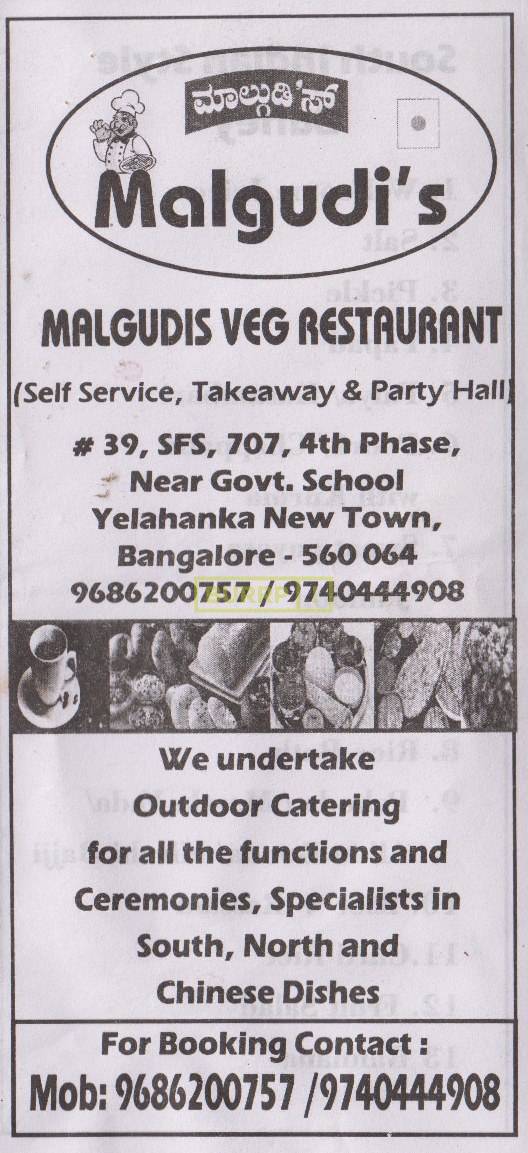 ಮಾಲ್ಗುಡಿ'ಸ್
Malgudi's
MALGUDIS VEG RESTAURANT
(Self Service, Takeaway & Party Hall)
# 39, SFS, 707, 4th Phase,
Near Govt. School
Yelahanka New Town,
Bangalore - 560 064
9686200757 / 9740444908
We undertake
Outdoor Catering
for all the functions and
Ceremonies, Specialists in
South, North and
Chinese Dishes
For Booking Contact :
Mob: 9686200757 /9740444908